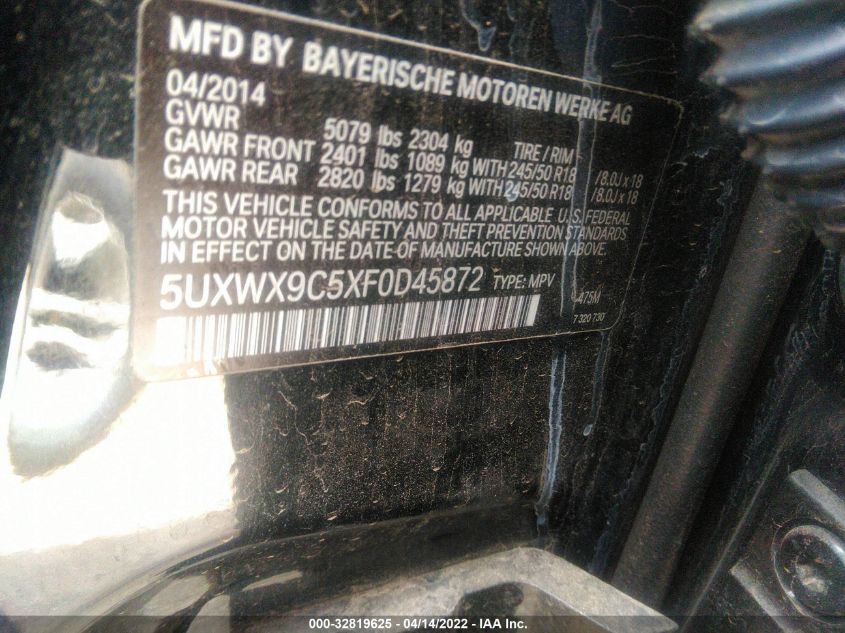 MFD BY BAYERISCHE MOTOREN WERKE AG
04/2014
GVWR 5079 lbs 2304 kg TIRE / RIM
GAWR FRONT 2401 lbs 1089 kg WITH 245/50 R18 /8.0J x 18
GAWR REAR 2820 lbs 1279 kg WITH 245/50 R18 /8.0J x 18
THIS VEHICLE CONFORMS TO ALL APPLICABLE U.S. FEDERAL
MOTOR VEHICLE SAFETY AND THEFT PREVENTION STANDARDS
IN EFFECT ON THE DATE OF MANUFACTURE SHOWN ABOVE.
5UXWX9C5XF0D45872 TYPE: MPV
-475M
7 320 730
000-32819625 - 04/14/2022 - IAA Inc.